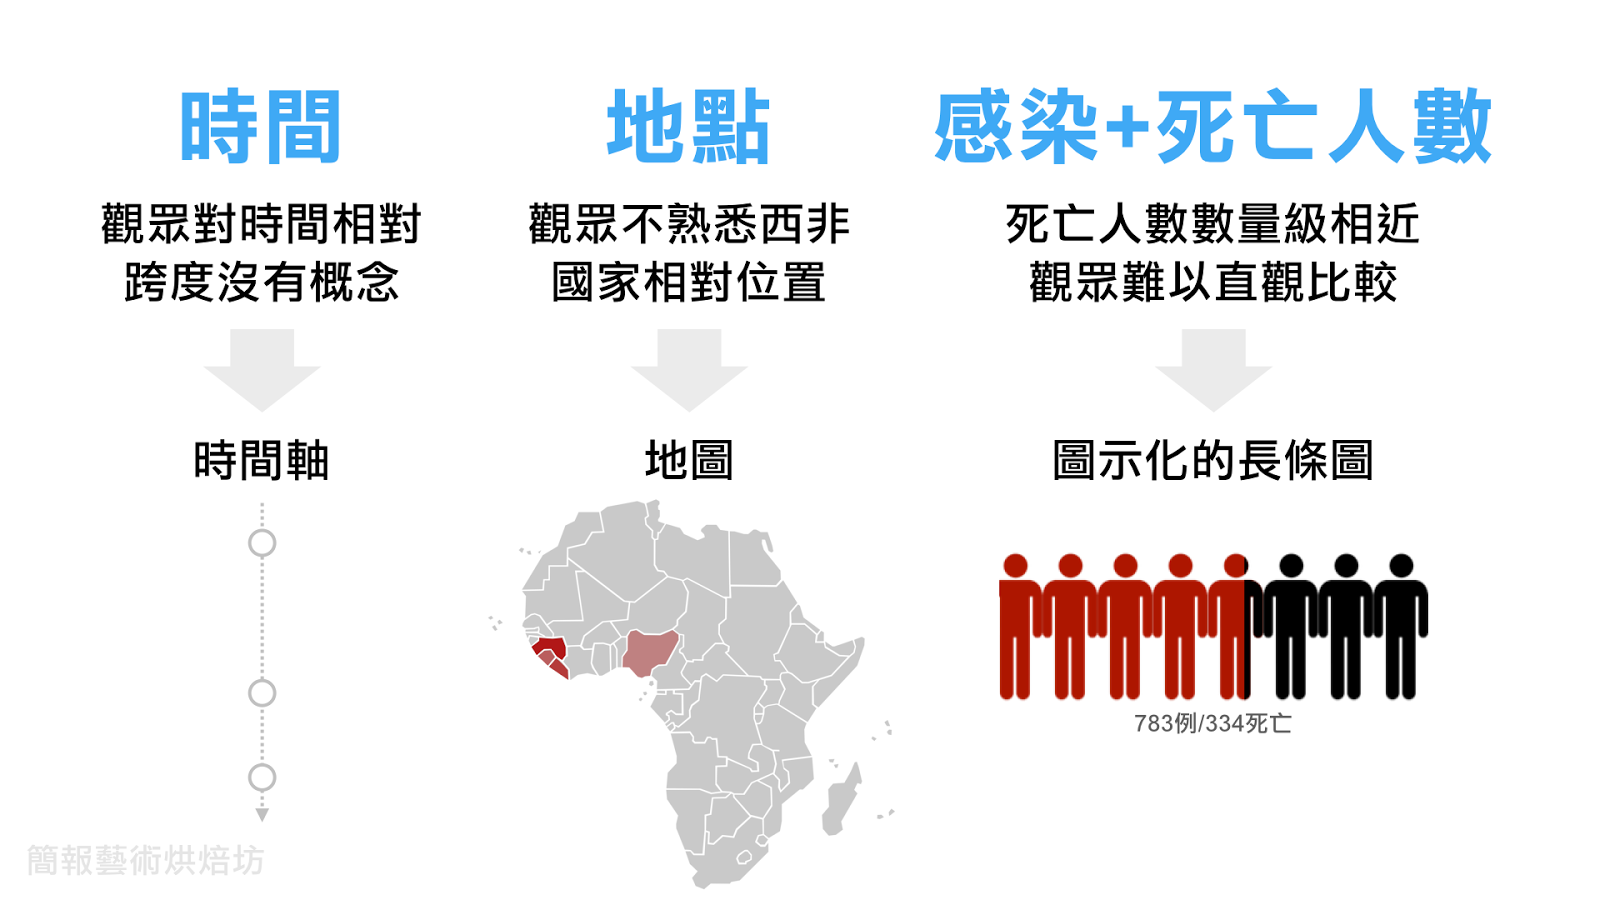 時間
觀眾對時間相對
跨度沒有概念
時間軸
地點
觀眾不熟悉西非
國家相對位置
地圖
感染+死亡人數
死亡人數數量級相近
觀眾難以直觀比較
圖示化的長條圖
783例/334死亡
簡報藝術烘焙坊